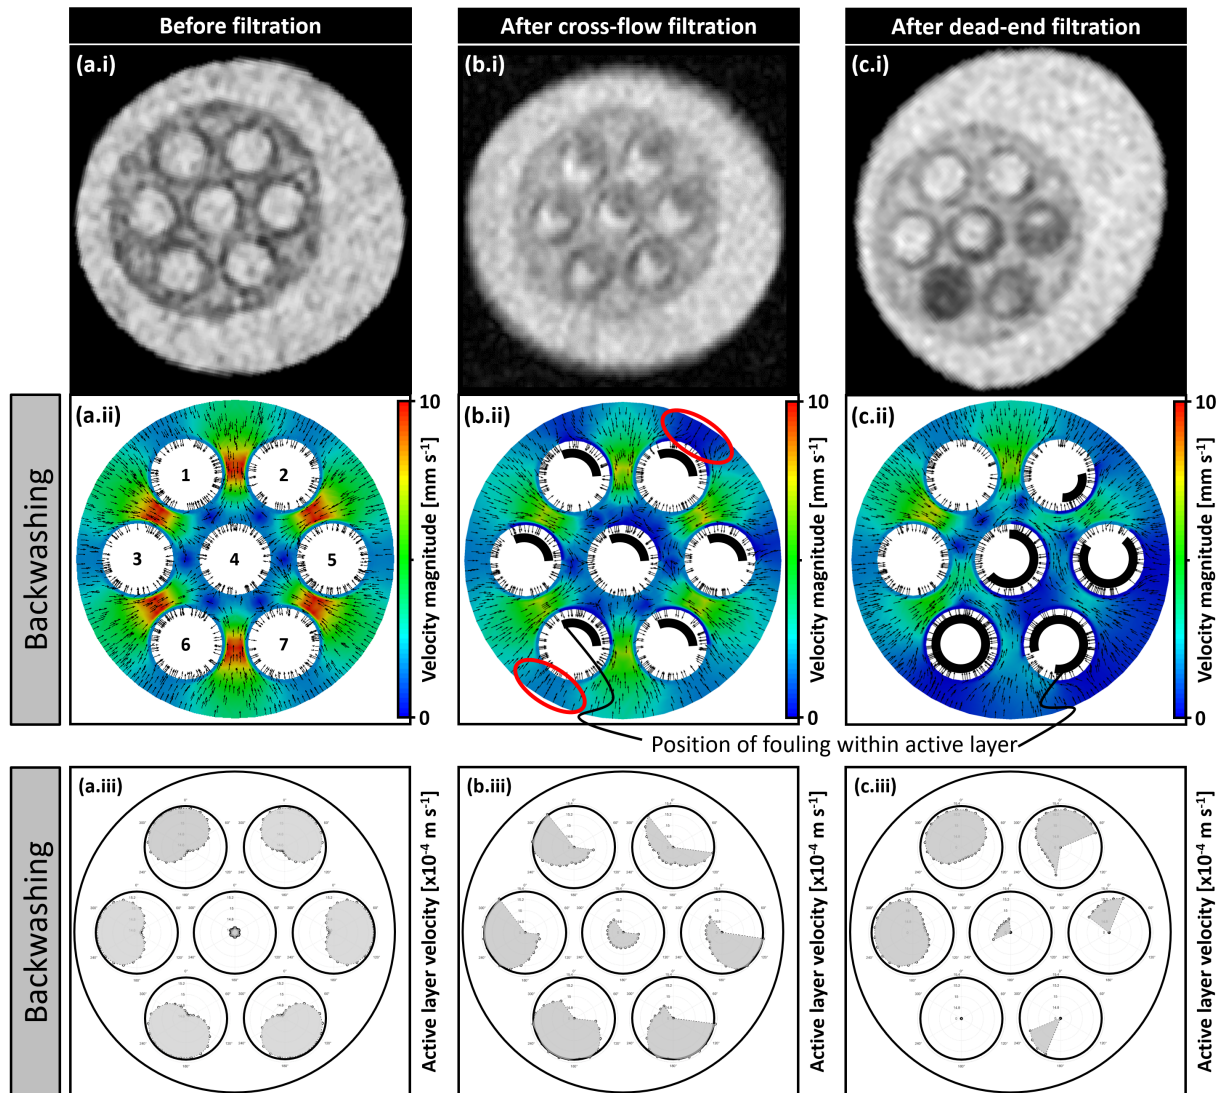 Before filtration
After cross-flow filtration
After dead-end filtration
(a.i)
(b.i)
(c.i)
Backwashing
(a.ii)
1
2
3
4
5
6
7
10
Velocity magnitude [mm s⁻¹]
0
(b.ii)
10
Velocity magnitude [mm s⁻¹]
0
(c.ii)
10
Velocity magnitude [mm s⁻¹]
0
Position of fouling within active layer
Backwashing
(a.iii)
Active layer velocity [x10⁻⁴ m s⁻¹]
(b.iii)
Active layer velocity [x10⁻⁴ m s⁻¹]
(c.iii)
Active layer velocity [x10⁻⁴ m s⁻¹]